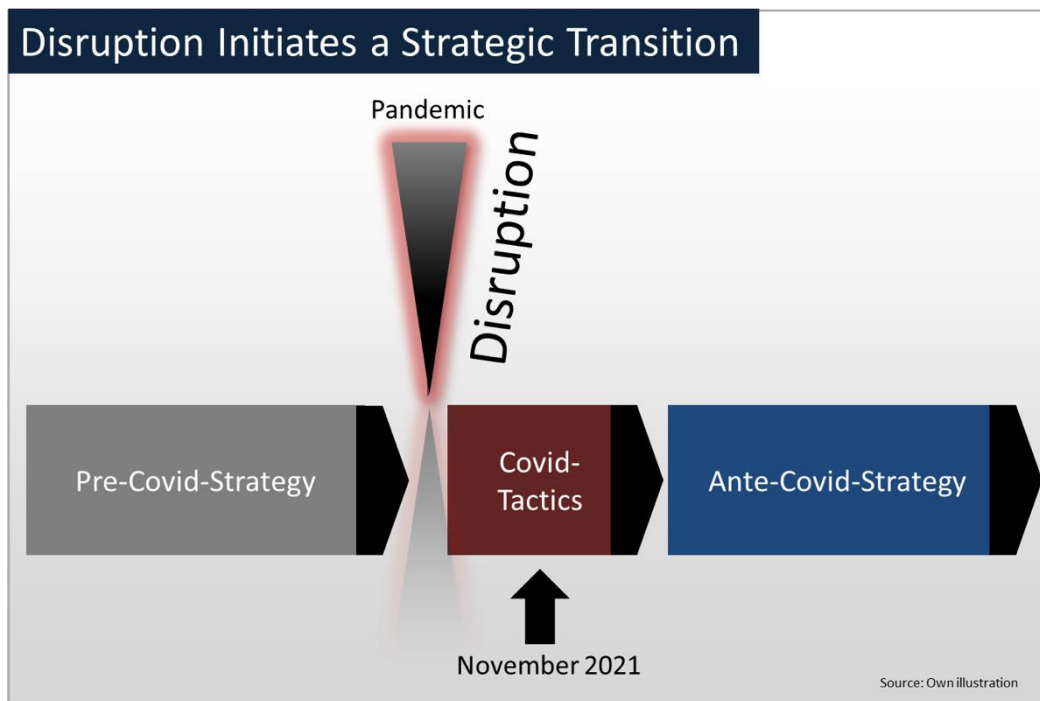 Disruption Initiates a Strategic Transition
Pandemic
Disruption
Pre-Covid-Strategy
Covid-
Tactics
Ante-Covid-Strategy
November 2021
Source: Own illustration